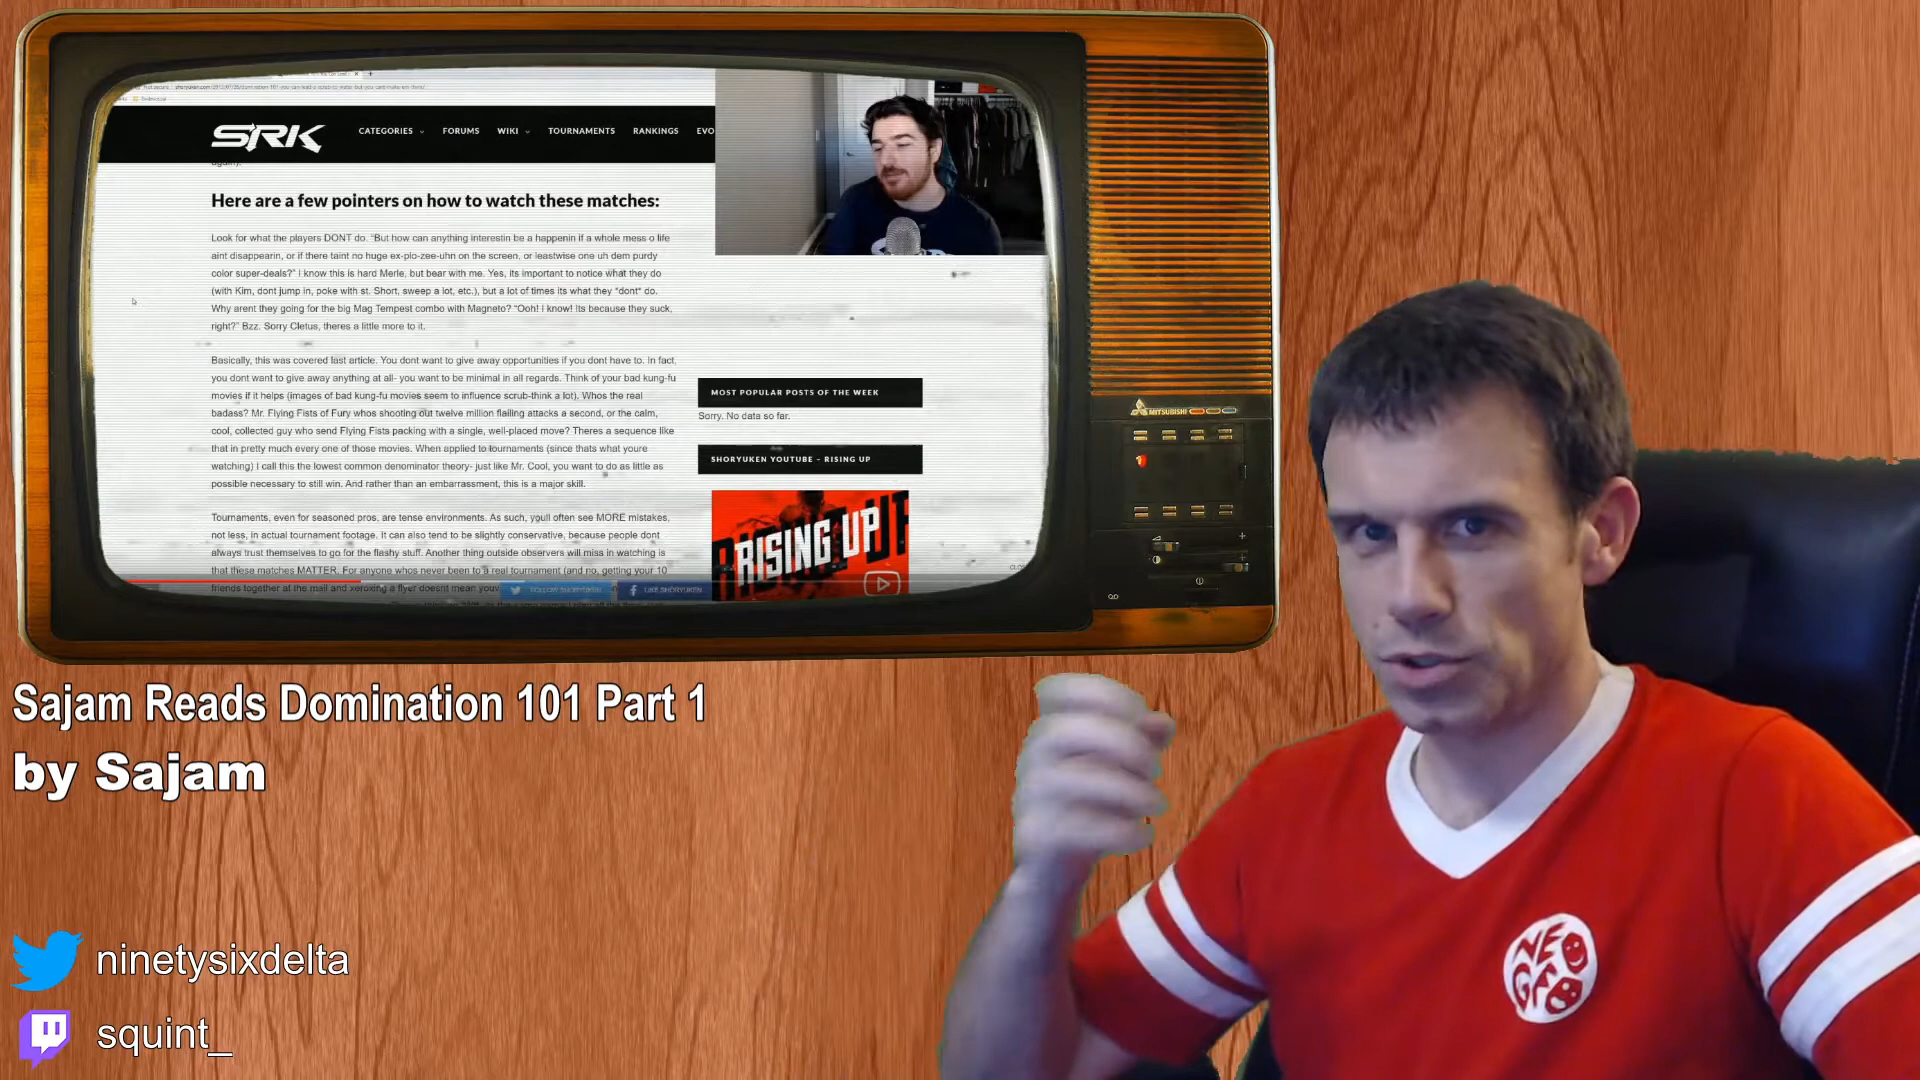 SRK
CATEGORIES
FORUMS
WIKI
TOURNAMENTS
RANKINGS
EVO
again).
Here are a few pointers on how to watch these matches:
Look for what the players DONT do. “But how can anything interestin be a happenin if a whole mess o life
aint disappearin, or if there taint no huge ex-plo-zee-uhn on the screen, or leastwise one uh dem purdy
color super-deals?” I know this is hard Merle, but bear with me. Yes, its important to notice what they do
(with Kim, dont jump in, poke with st. Short, sweep a lot, etc.), but a lot of times its what they *dont* do.
Why arent they going for the big Mag Tempest combo with Magneto? “Ooh! I know! Its because they suck,
right?” Bzz. Sorry Cletus, theres a little more to it.
Basically, this was covered last article. You dont want to give away opportunities if you dont have to. In fact,
you dont want to give away anything at all- you want to be minimal in all regards. Think of your bad kung-fu
movies if it helps (images of bad kung-fu movies seem to influence scrub-think a lot). Whos the real
badass? Mr. Flying Fists of Fury whos shooting out twelve million flailing attacks a second, or the calm,
cool, collected guy who send Flying Fists packing with a single, well-placed move? Theres a sequence like
that in pretty much every one of those movies. When applied to tournaments (since thats what youre
watching) I call this the lowest common denominator theory- just like Mr. Cool, you want to do as little as
possible necessary to still win. And rather than an embarrassment, this is a major skill.
Tournaments, even for seasoned pros, are tense environments. As such, youll often see MORE mistakes,
not less, in actual tournament footage. It can also tend to be slightly conservative, because people dont
always trust themselves to go for the flashy stuff. Another thing outside observers will miss in watching is
that these matches MATTER. For anyone whos never been to a real tournament (and no, getting your 10
friends together at the mall and xeroxing a flyer doesnt mean youv
MOST POPULAR POSTS OF THE WEEK
Sorry. No data so far.
SHORYUKEN YOUTUBE – RISING UP
RISING UP
FOLLOW SHORYUKEN
LIKE SHORYUKEN
MITSUBISHI
Sajam Reads Domination 101 Part 1
by Sajam
ninetysixdelta
squint_
NEO
GEO